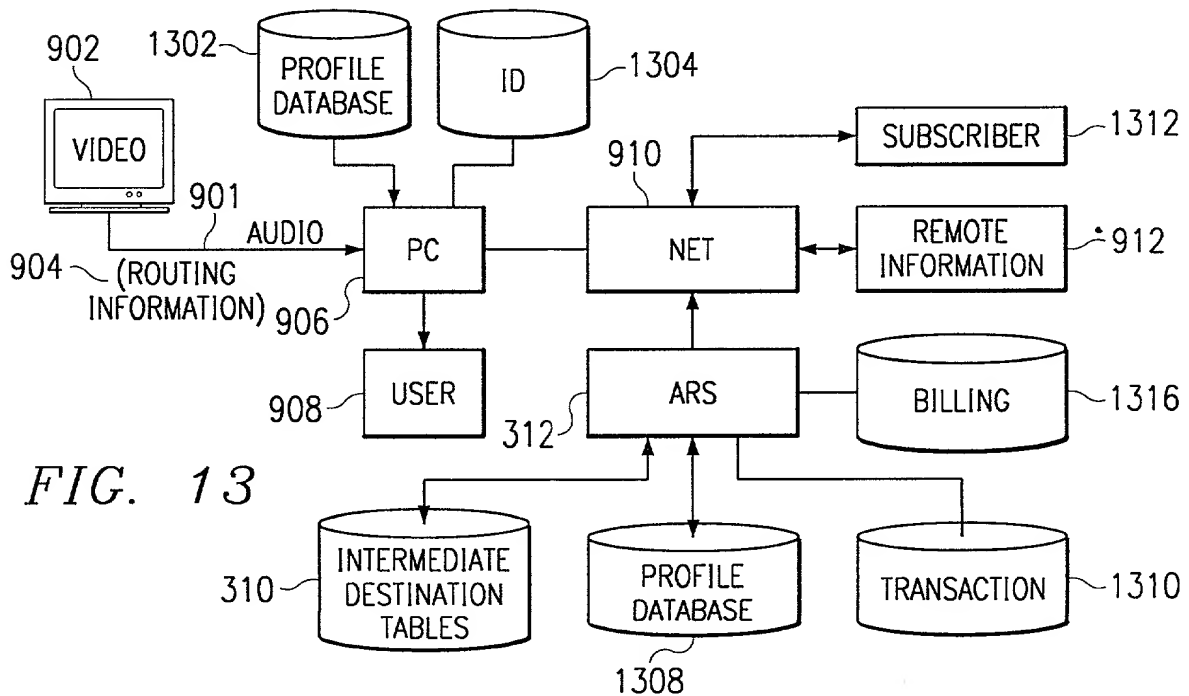 902
1302
PROFILE
DATABASE
ID
1304
VIDEO
901
AUDIO
904
(ROUTING
INFORMATION)
PC
906
910
NET
SUBSCRIBER
1312
REMOTE
INFORMATION
912
USER
908
ARS
312
BILLING
1316
FIG. 13
INTERMEDIATE
DESTINATION
TABLES
310
PROFILE
DATABASE
1308
TRANSACTION
1310